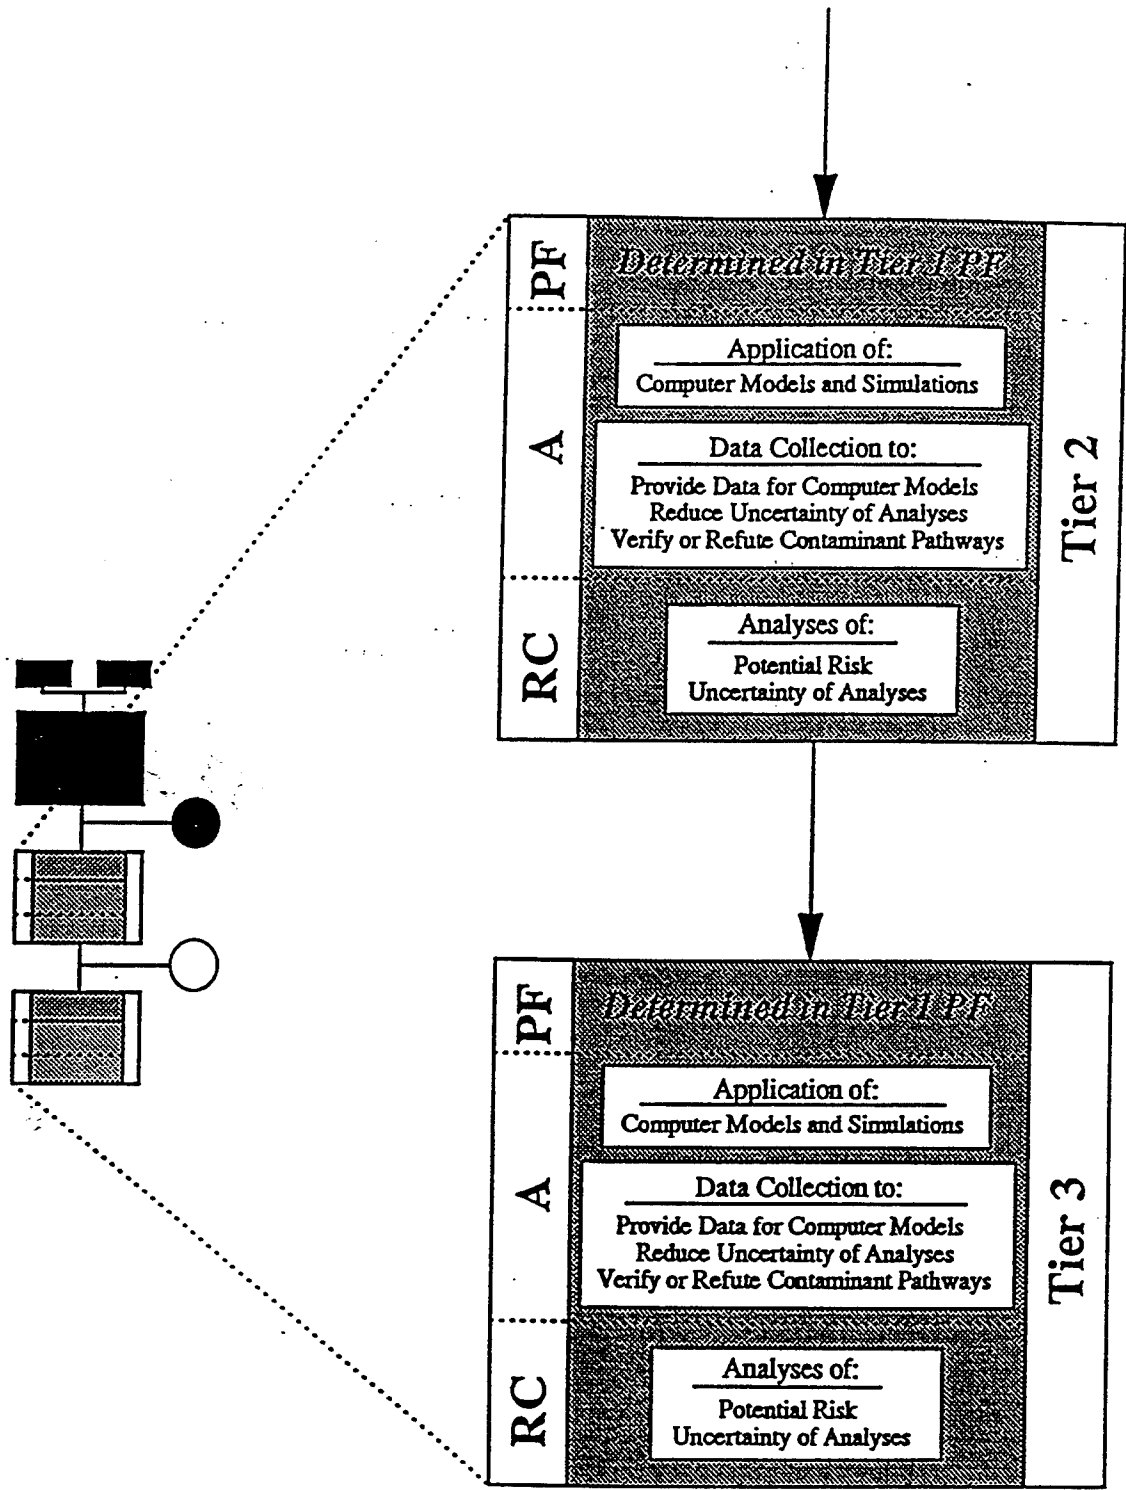 PF
Determined in Tier 1 PF
A
Application of:
Computer Models and Simulations
Data Collection to:
Provide Data for Computer Models
Reduce Uncertainty of Analyses
Verify or Refute Contaminant Pathways
RC
Analyses of:
Potential Risk
Uncertainty of Analyses
Tier 2
PF
Determined in Tier 1 PF
A
Application of:
Computer Models and Simulations
Data Collection to:
Provide Data for Computer Models
Reduce Uncertainty of Analyses
Verify or Refute Contaminant Pathways
RC
Analyses of:
Potential Risk
Uncertainty of Analyses
Tier 3